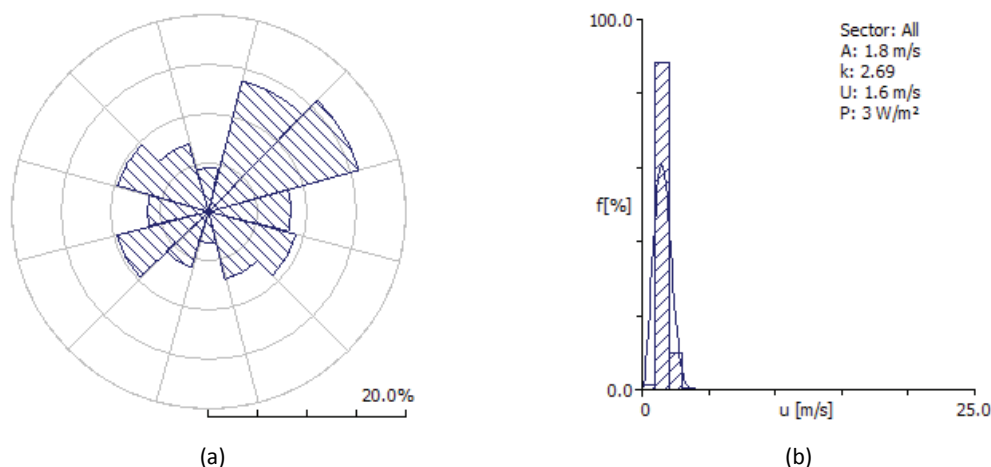 20.0%
(a)
100.0
Sector: All
A: 1.8 m/s
k: 2.69
U: 1.6 m/s
P: 3 W/m²
f[%]
0.0
0
u [m/s]
25.0
(b)